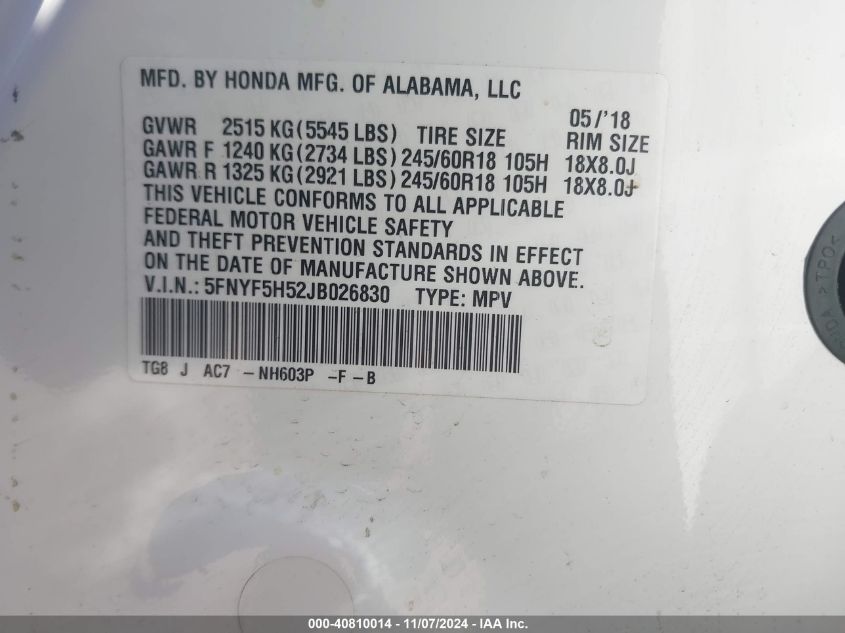 MFD. BY HONDA MFG. OF ALABAMA, LLC
05/'18
GVWR 2515 KG(5545 LBS) TIRE SIZE RIM SIZE
GAWR F 1240 KG(2734 LBS) 245/60R18 105H 18X8.0J
GAWR R 1325 KG(2921 LBS) 245/60R18 105H 18X8.0J
THIS VEHICLE CONFORMS TO ALL APPLICABLE
FEDERAL MOTOR VEHICLE SAFETY
AND THEFT PREVENTION STANDARDS IN EFFECT
ON THE DATE OF MANUFACTURE SHOWN ABOVE.
V.I.N.: 5FNYF5H52JB026830 TYPE: MPV
TG8 J AC7 -NH603P -F -B
>TPO<
000-40810014 - 11/07/2024 - IAA Inc.